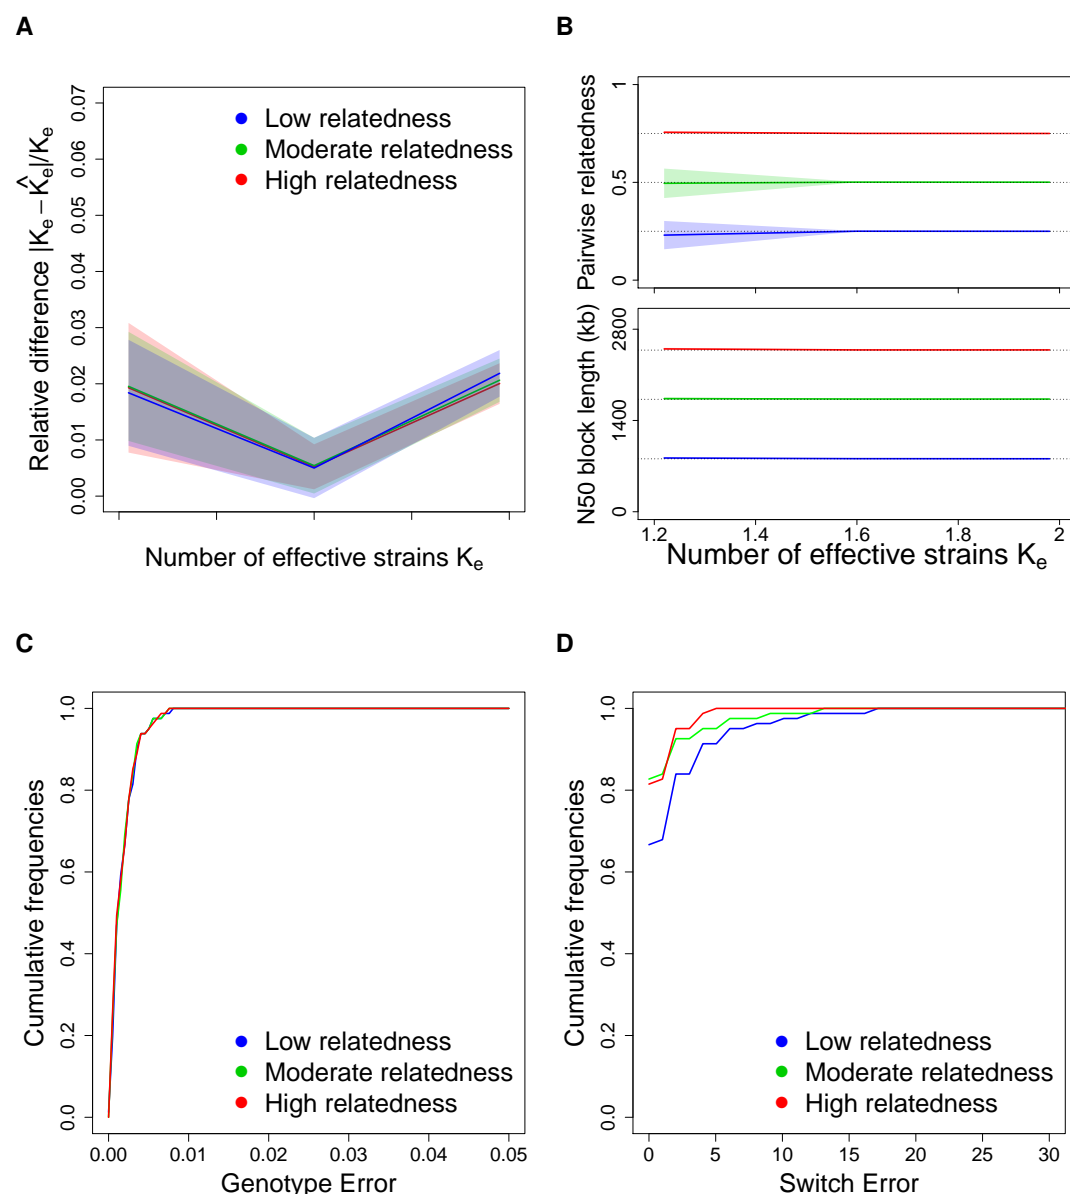 A
Relative difference |Ke − K̂e|/Ke
0.00 0.01 0.02 0.03 0.04 0.05 0.06 0.07
Low relatedness
Moderate relatedness
High relatedness
Number of effective strains Ke
B
Pairwise relatedness
0 0.5 1
N50 block length (kb)
0 1400 2800
1.2 1.4 1.6 1.8 2
Number of effective strains Ke
C
Cumulative frequencies
0.0 0.2 0.4 0.6 0.8 1.0
Low relatedness
Moderate relatedness
High relatedness
0.00 0.01 0.02 0.03 0.04 0.05
Genotype Error
D
Cumulative frequencies
0.0 0.2 0.4 0.6 0.8 1.0
Low relatedness
Moderate relatedness
High relatedness
0 5 10 15 20 25 30
Switch Error